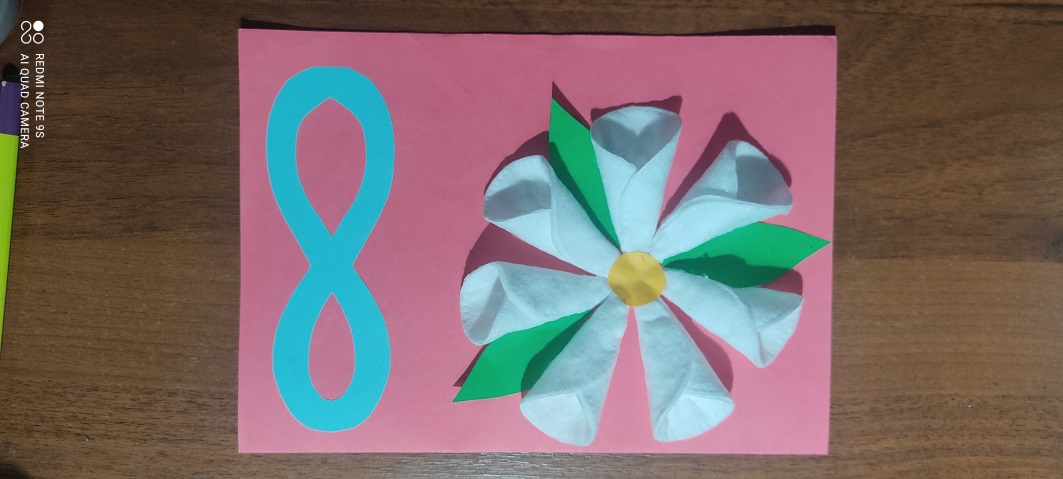 8
REDMI NOTE 9S
AI QUAD CAMERA